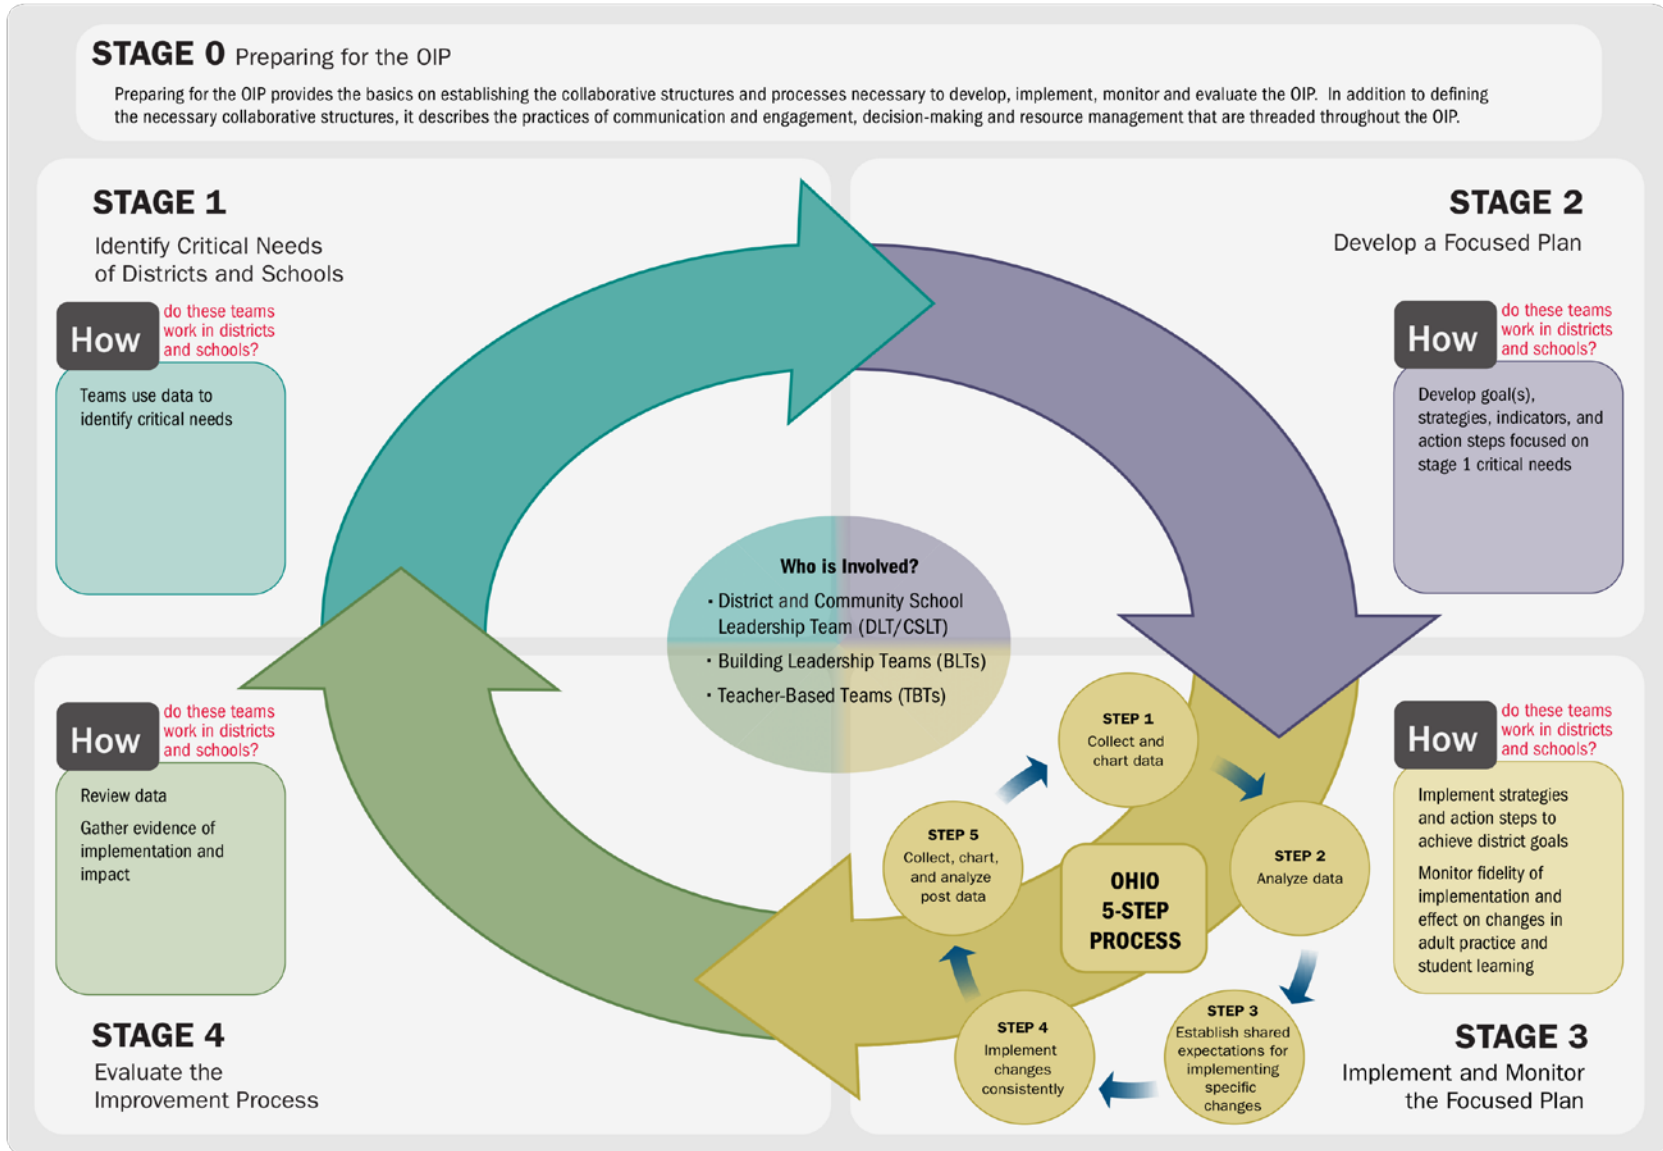 STAGE 0 Preparing for the OIP
Preparing for the OIP provides the basics on establishing the collaborative structures and processes necessary to develop, implement, monitor and evaluate the OIP. In addition to defining
the necessary collaborative structures, it describes the practices of communication and engagement, decision-making and resource management that are threaded throughout the OIP.
STAGE 1
Identify Critical Needs
of Districts and Schools
How
do these teams
work in districts
and schools?
Teams use data to
identify critical needs
STAGE 2
Develop a Focused Plan
How
do these teams
work in districts
and schools?
Develop goal(s),
strategies, indicators, and
action steps focused on
stage 1 critical needs
Who is Involved?
· District and Community School
Leadership Team (DLT/CSLT)
· Building Leadership Teams (BLTs)
· Teacher-Based Teams (TBTs)
How
do these teams
work in districts
and schools?
Implement strategies
and action steps to
achieve district goals
Monitor fidelity of
implementation and
effect on changes in
adult practice and
student learning
STAGE 3
Implement and Monitor
the Focused Plan
OHIO
5-STEP
PROCESS
STEP 1
Collect and
chart data
STEP 2
Analyze data
STEP 3
Establish shared
expectations for
implementing
specific
changes
STEP 4
Implement
changes
consistently
STEP 5
Collect, chart,
and analyze
post data
How
do these teams
work in districts
and schools?
Review data
Gather evidence of
implementation and
impact
STAGE 4
Evaluate the
Improvement Process